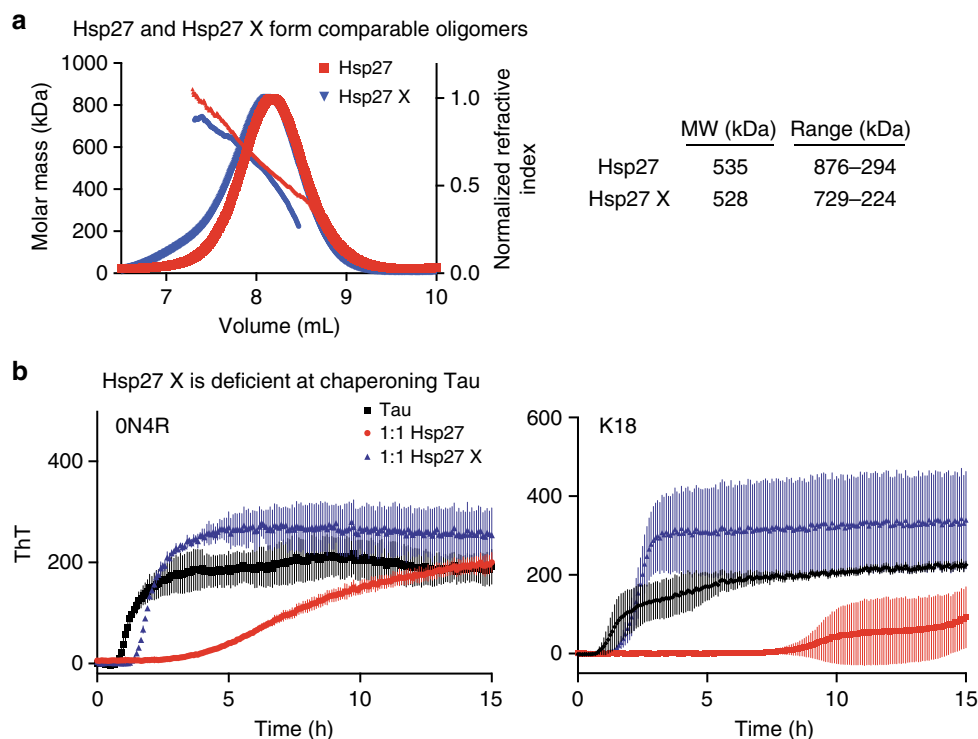 a
Hsp27 and Hsp27 X form comparable oligomers
1000
800
600
400
200
0
Molar mass (kDa)
Hsp27
Hsp27 X
1.0
0.5
0.0
Normalized refractive
index
7
8
9
10
Volume (mL)
MW (kDa) Range (kDa)
Hsp27 535 876–294
Hsp27 X 528 729–224
b
Hsp27 X is deficient at chaperoning Tau
0N4R
Tau
1:1 Hsp27
1:1 Hsp27 X
400
200
0
ThT
0 5 10 15
Time (h)
K18
600
400
200
0
0 5 10 15
Time (h)